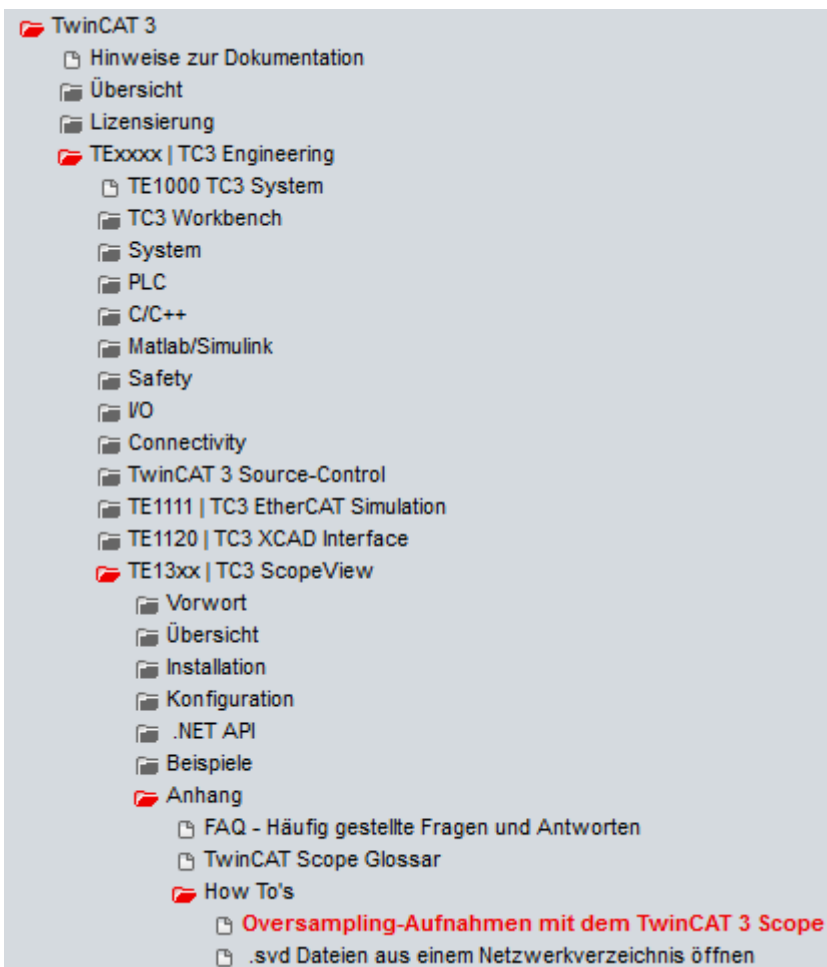 TwinCAT 3
Hinweise zur Dokumentation
Übersicht
Lizensierung
TExxxx | TC3 Engineering
TE1000 TC3 System
TC3 Workbench
System
PLC
C/C++
Matlab/Simulink
Safety
I/O
Connectivity
TwinCAT 3 Source-Control
TE1111 | TC3 EtherCAT Simulation
TE1120 | TC3 XCAD Interface
TE13xx | TC3 ScopeView
Vorwort
Übersicht
Installation
Konfiguration
.NET API
Beispiele
Anhang
FAQ - Häufig gestellte Fragen und Antworten
TwinCAT Scope Glossar
How To's
Oversampling-Aufnahmen mit dem TwinCAT 3 Scope
.svd Dateien aus einem Netzwerkverzeichnis öffnen